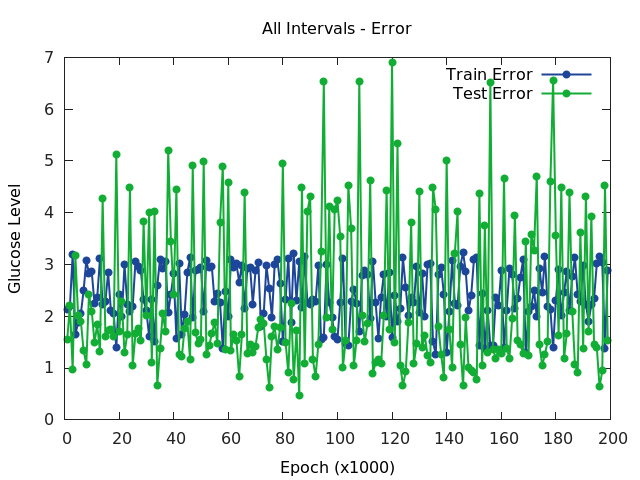 All Intervals - Error
Train Error
Test Error
Glucose Level
7
6
5
4
3
2
1
0
0 20 40 60 80 100 120 140 160 180 200
Epoch (x1000)